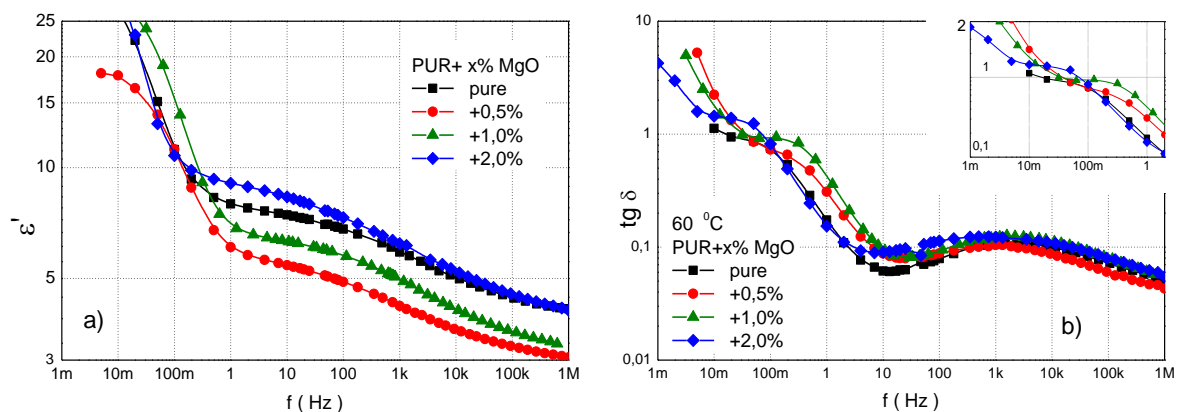 25
20
15
10
5
3
ε'
PUR+ x% MgO
pure
+0,5%
+1,0%
+2,0%
a)
1m 10m 100m 1 10 100 1k 10k 100k 1M
f ( Hz )
10
1
0,1
0,01
tg δ
60 ⁰C
PUR+x% MgO
pure
+0,5%
+1,0%
+2,0%
b)
1m 10m 100m 1 10 100 1k 10k 100k 1M
f ( Hz )
2
1
0,1
1m 10m 100m 1